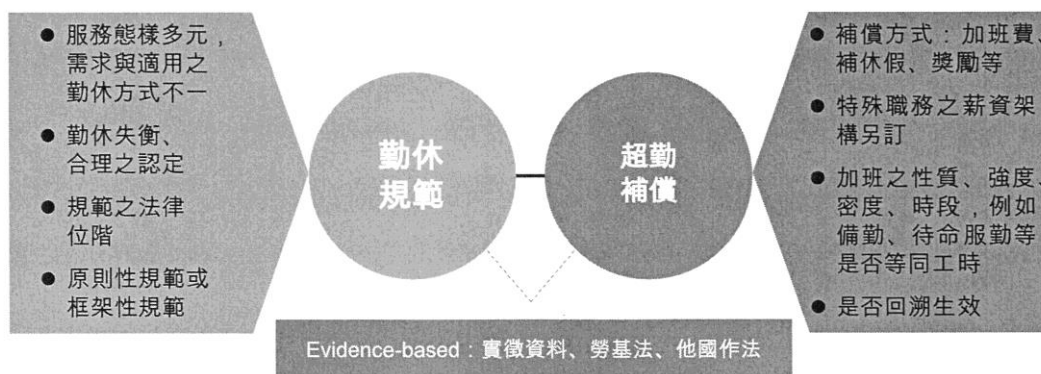 ● 服務態樣多元，
需求與適用之
勤休方式不一
● 勤休失衡、
合理之認定
● 規範之法律
位階
● 原則性規範或
框架性規範
勤休
規範
超勤
補償
● 補償方式：加班費、
補休假、獎勵等
● 特殊職務之薪資架
構另訂
● 加班之性質、強度、
密度、時段，例如
備勤、待命服勤等
是否等同工時
● 是否回溯生效
Evidence-based：實徵資料、勞基法、他國作法